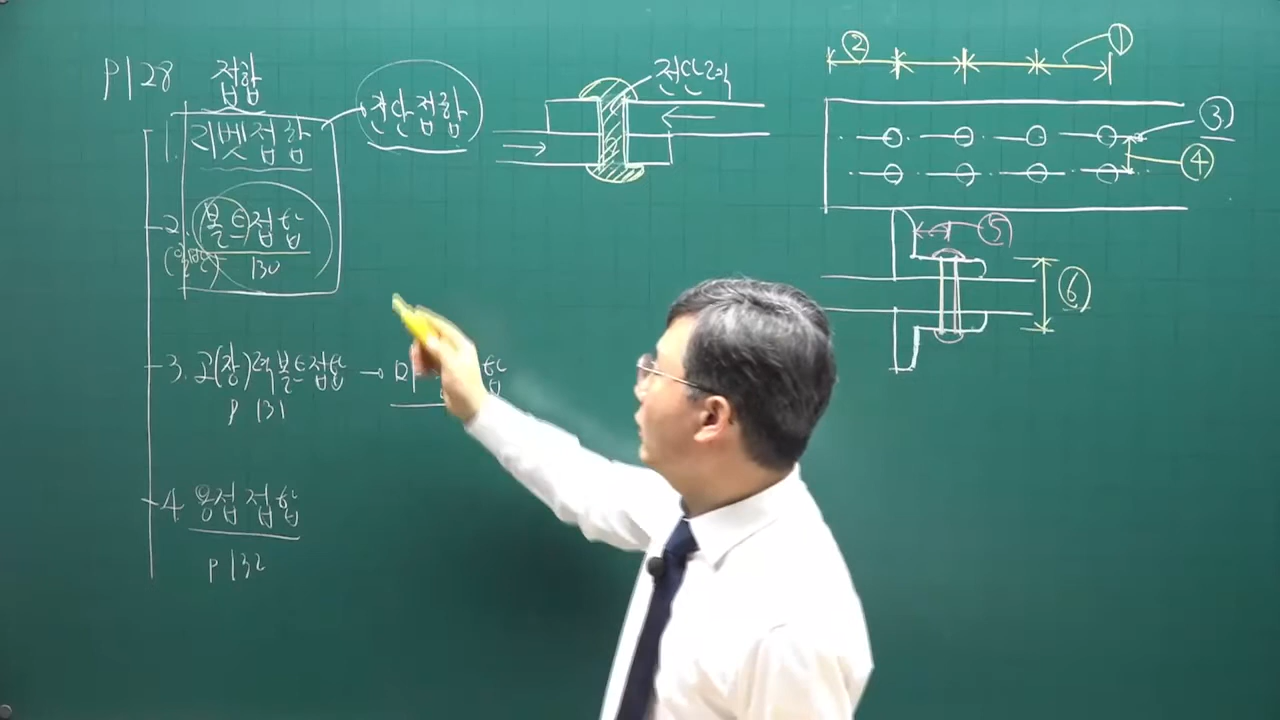 P128 접합
1. 리벳접합
전단접합
2. 볼트접합
130
3. 고(장)력볼트접합 → 마 합
P 131
4. 용접접합
P 132
전단력
②
①
③
④
⑤
⑥